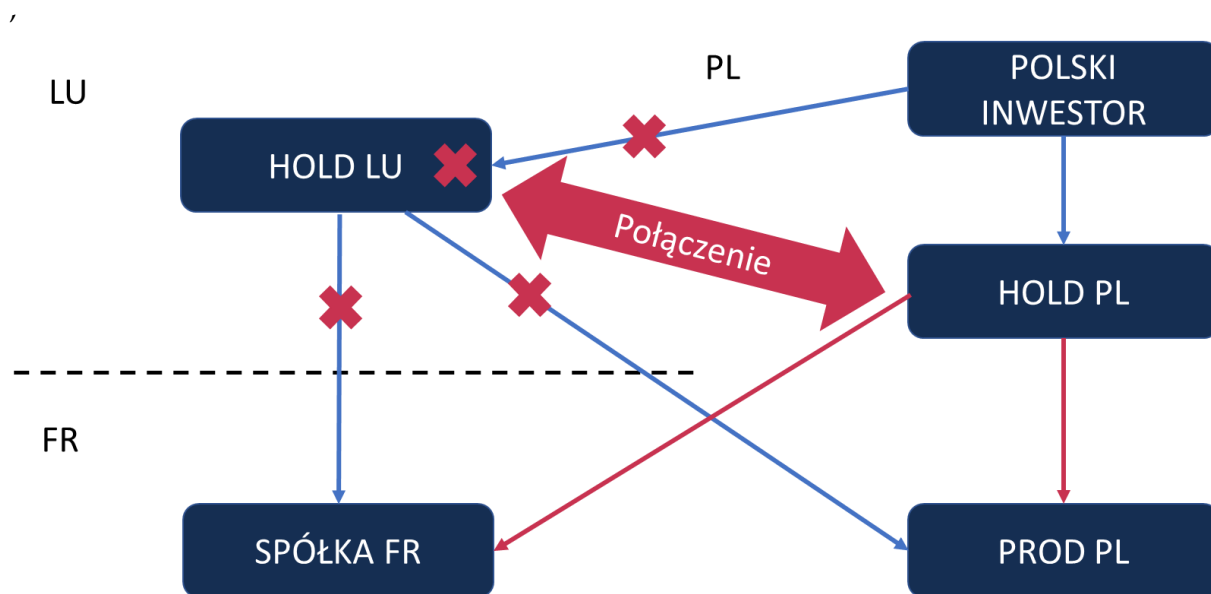 ,
LU
PL
POLSKI
INWESTOR
HOLD LU
Połączenie
HOLD PL
FR
SPÓŁKA FR
PROD PL